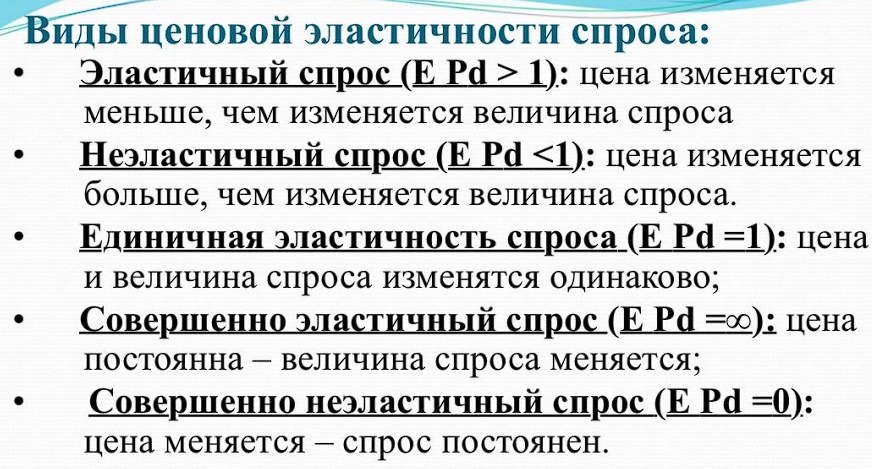 Виды ценовой эластичности спроса:
• Эластичный спрос (E Pd > 1): цена изменяется
меньше, чем изменяется величина спроса
• Неэластичный спрос (E Pd <1): цена изменяется
больше, чем изменяется величина спроса.
• Единичная эластичность спроса (E Pd =1): цена
и величина спроса изменятся одинаково;
• Совершенно эластичный спрос (E Pd =∞): цена
постоянна – величина спроса меняется;
• Совершенно неэластичный спрос (E Pd =0):
цена меняется – спрос постоянен.